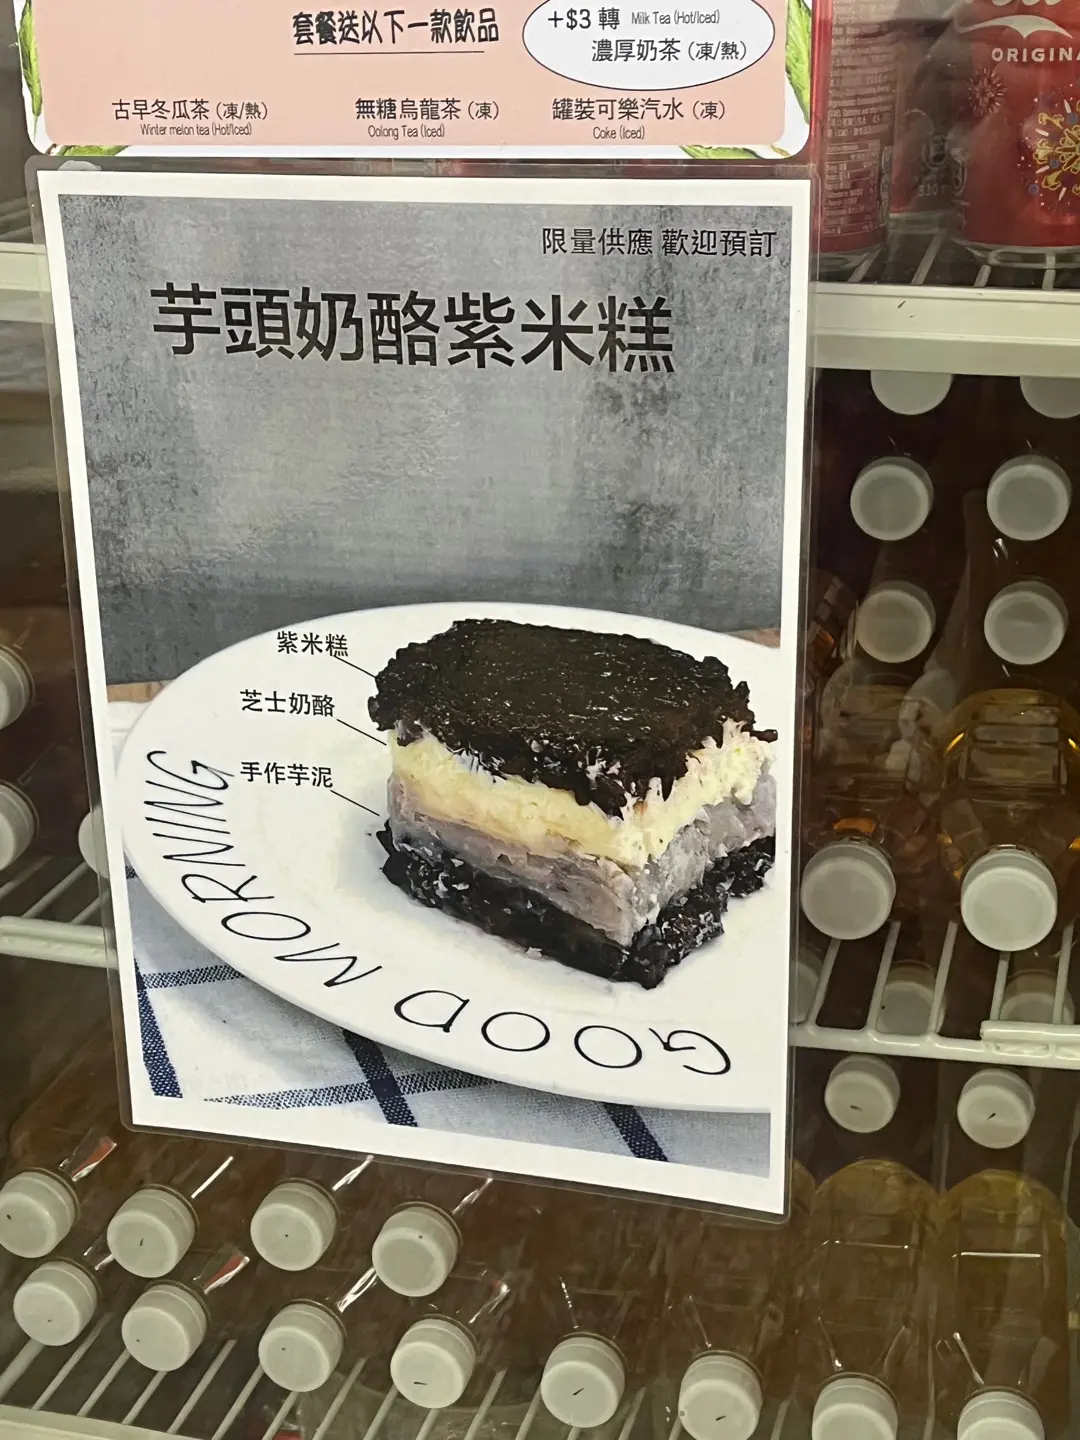 套餐送以下一款飲品
+$3 轉 Milk Tea (Hot/Iced)
濃厚奶茶 (凍/熱)
古早冬瓜茶 (凍/熱)
Winter melon tea (Hot/Iced)
無糖烏龍茶 (凍)
Oolong Tea (Iced)
罐裝可樂汽水 (凍)
Coke (Iced)
ORIGINA
限量供應 歡迎預訂
芋頭奶酪紫米糕
紫米糕
芝士奶酪
手作芋泥
GOOD MORNING